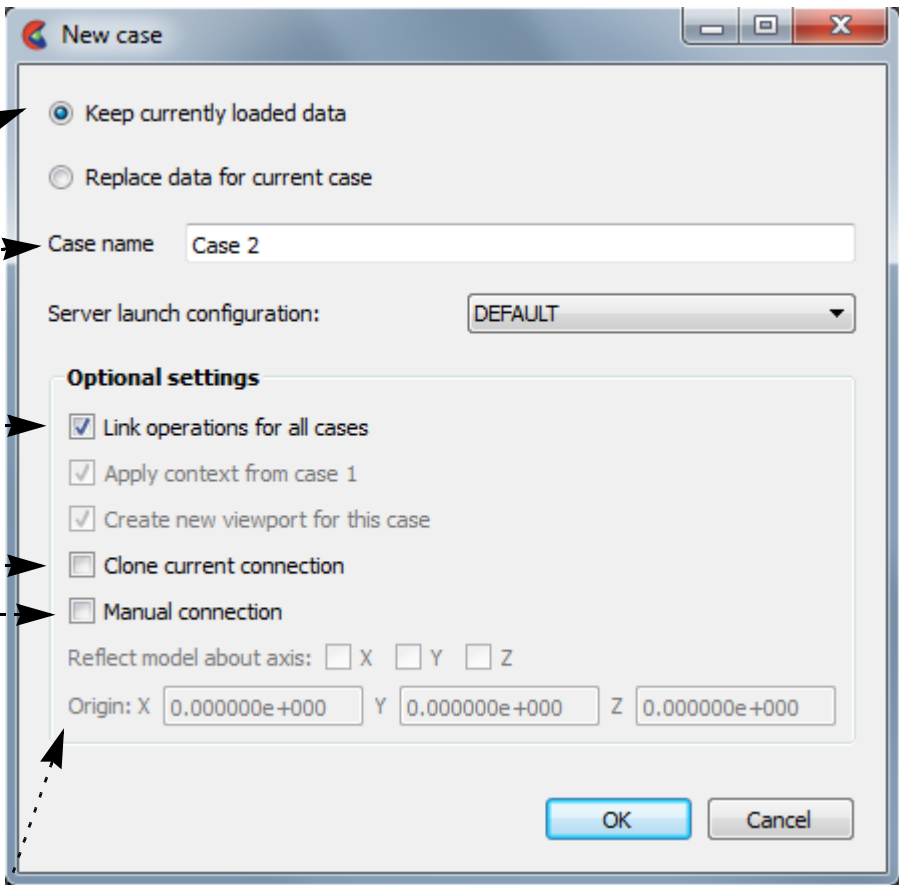 New case
Keep currently loaded data
Replace data for current case
Case name Case 2
Server launch configuration: DEFAULT
Optional settings
Link operations for all cases
Apply context from case 1
Create new viewport for this case
Clone current connection
Manual connection
Reflect model about axis: X Y Z
Origin: X 0.000000e+000 Y 0.000000e+000 Z 0.000000e+000
OK Cancel